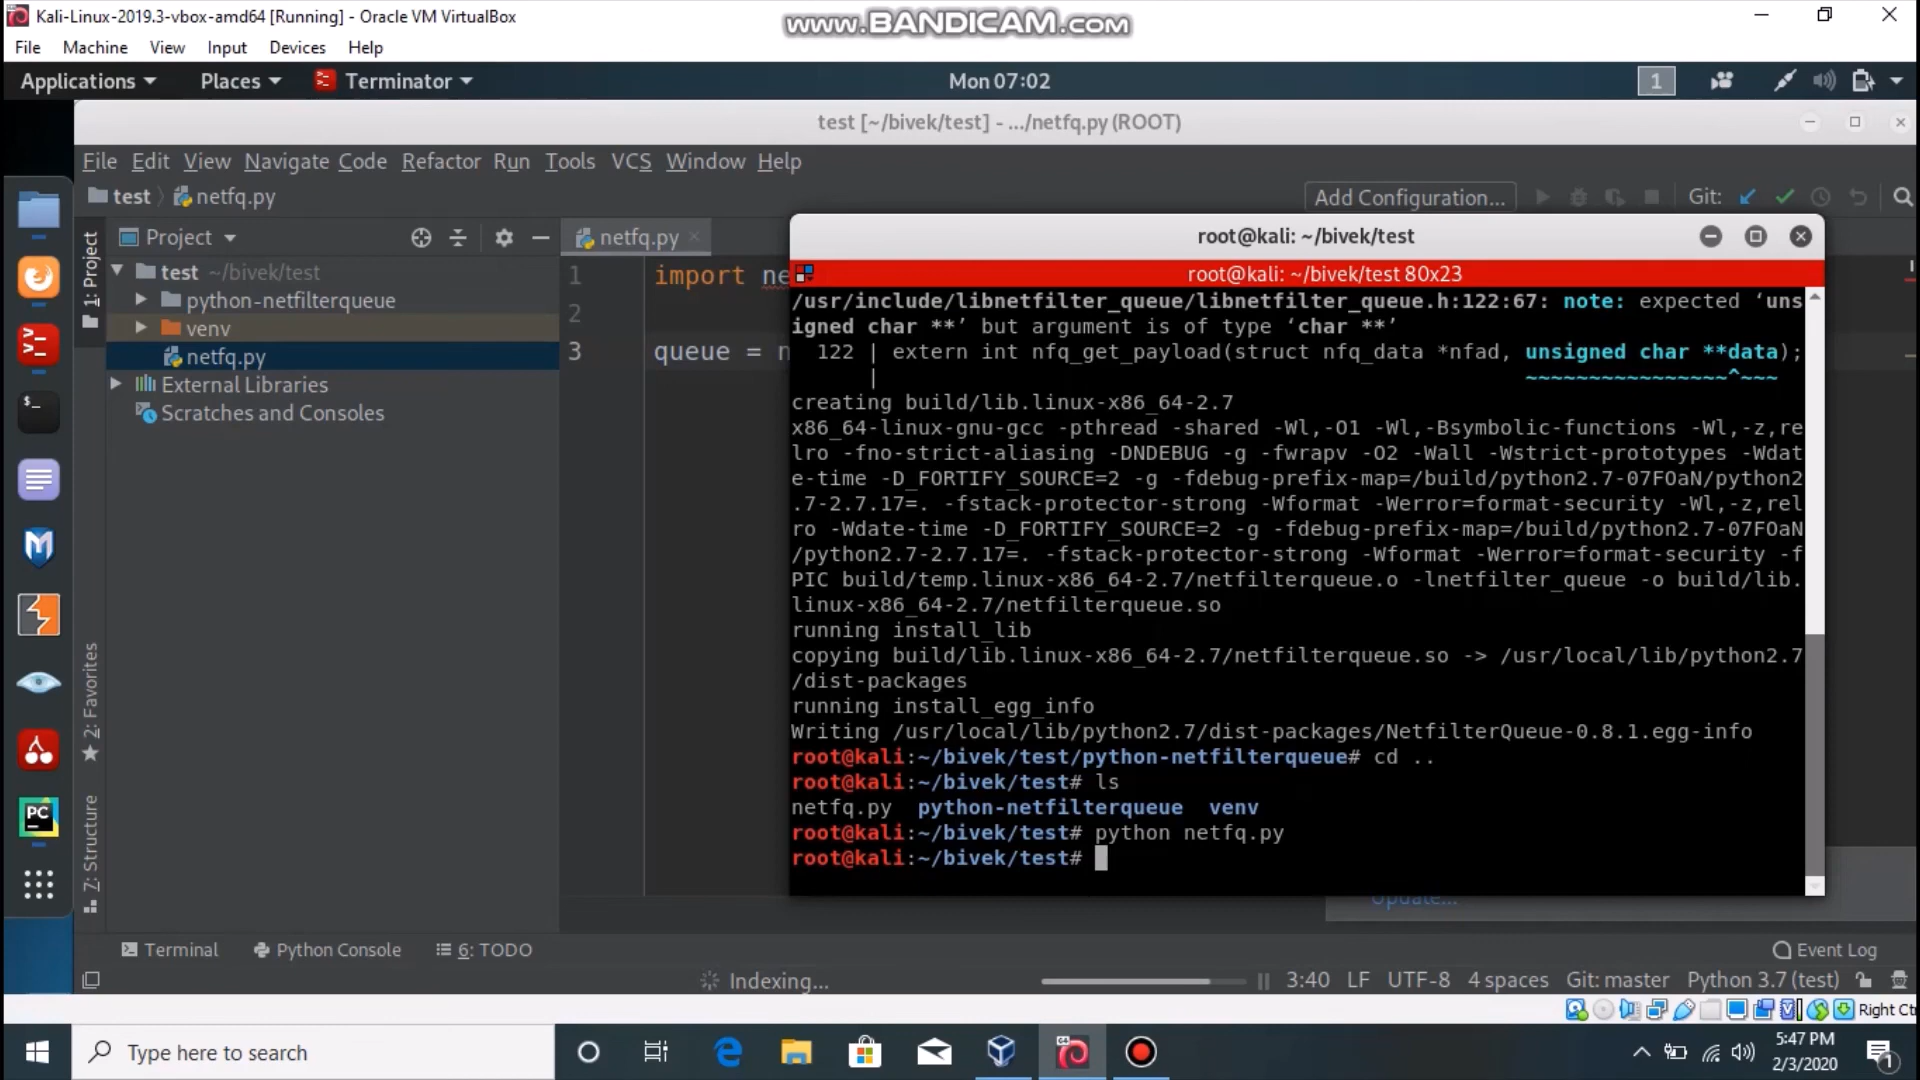 Kali-Linux-2019.3-vbox-amd64 [Running] - Oracle VM VirtualBox
www.BANDICAM.com
File Machine View Input Devices Help
Applications Places Terminator Mon 07:02 1
test [~/bivek/test] - .../netfq.py (ROOT)
File Edit View Navigate Code Refactor Run Tools VCS Window Help
test netfq.py Add Configuration... Git:
Project netfq.py
1: Project
test ~/bivek/test
python-netfilterqueue
venv
netfq.py
External Libraries
Scratches and Consoles
2: Favorites
7: Structure
1 import ne
2
3 queue = n
root@kali: ~/bivek/test
root@kali: ~/bivek/test 80x23
/usr/include/libnetfilter_queue/libnetfilter_queue.h:122:67: note: expected ‘uns
igned char **’ but argument is of type ‘char **’
122 | extern int nfq_get_payload(struct nfq_data *nfad, unsigned char **data);
| ~~~~~~~~~~~~~~~~^~~~
creating build/lib.linux-x86_64-2.7
x86_64-linux-gnu-gcc -pthread -shared -Wl,-O1 -Wl,-Bsymbolic-functions -Wl,-z,re
lro -fno-strict-aliasing -DNDEBUG -g -fwrapv -O2 -Wall -Wstrict-prototypes -Wdat
e-time -D_FORTIFY_SOURCE=2 -g -fdebug-prefix-map=/build/python2.7-07FOaN/python2
.7-2.7.17=. -fstack-protector-strong -Wformat -Werror=format-security -Wl,-z,rel
ro -Wdate-time -D_FORTIFY_SOURCE=2 -g -fdebug-prefix-map=/build/python2.7-07FOaN
/python2.7-2.7.17=. -fstack-protector-strong -Wformat -Werror=format-security -f
PIC build/temp.linux-x86_64-2.7/netfilterqueue.o -lnetfilter_queue -o build/lib.
linux-x86_64-2.7/netfilterqueue.so
running install_lib
copying build/lib.linux-x86_64-2.7/netfilterqueue.so -> /usr/local/lib/python2.7
/dist-packages
running install_egg_info
Writing /usr/local/lib/python2.7/dist-packages/NetfilterQueue-0.8.1.egg-info
root@kali:~/bivek/test/python-netfilterqueue# cd ..
root@kali:~/bivek/test# ls
netfq.py python-netfilterqueue venv
root@kali:~/bivek/test# python netfq.py
root@kali:~/bivek/test#
Update...
Terminal Python Console 6: TODO Event Log
Indexing... 3:40 LF UTF-8 4 spaces Git: master Python 3.7 (test)
Right Ct
Type here to search
5:47 PM
2/3/2020
1